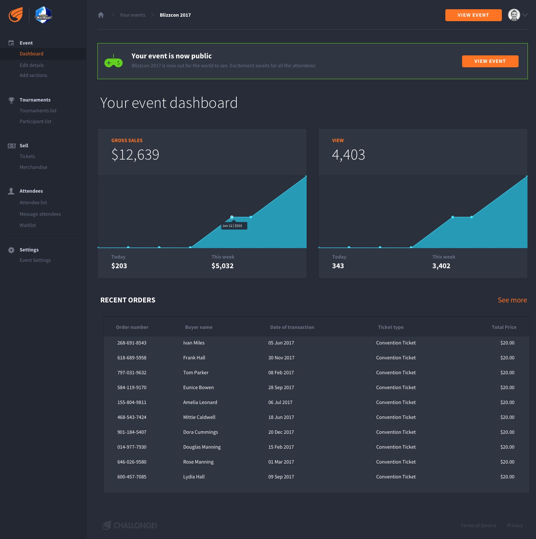 Your events
Blizzcon 2017
VIEW EVENT
Event
Dashboard
Edit details
Add sections
Tournaments
Tournaments list
Participant list
Sell
Tickets
Merchandise
Attendees
Attendee list
Message attendees
Waitlist
Settings
Event Settings
Your event is now public
Blizzcon 2017 is now out for the world to see. Excitement awaits for all the attendees!
VIEW EVENT
Your event dashboard
GROSS SALES
$12,639
Today
$203
This week
$5,032
VIEW
4,403
Today
343
This week
3,402
RECENT ORDERS
See more
Order number Buyer name Date of transaction Ticket type Total Price
268-691-8543 Ivan Miles 05 Jun 2017 Convention Ticket $20.00
618-689-5958 Frank Hall 30 Nov 2017 Convention Ticket $20.00
797-031-9632 Tom Parker 08 Feb 2017 Convention Ticket $20.00
584-119-9170 Eunice Bowen 28 Sep 2017 Convention Ticket $20.00
155-804-9811 Amelia Leonard 06 Jul 2017 Convention Ticket $20.00
468-543-7424 Mittie Caldwell 18 Jun 2017 Convention Ticket $20.00
901-184-5407 Dora Cummings 20 Dec 2017 Convention Ticket $20.00
014-977-7930 Douglas Manning 15 Feb 2017 Convention Ticket $20.00
646-026-9580 Rose Manning 01 Mar 2017 Convention Ticket $20.00
600-457-7085 Lydia Hall 09 Sep 2017 Convention Ticket $20.00
CHALLONGE!
Terms of Service Privacy